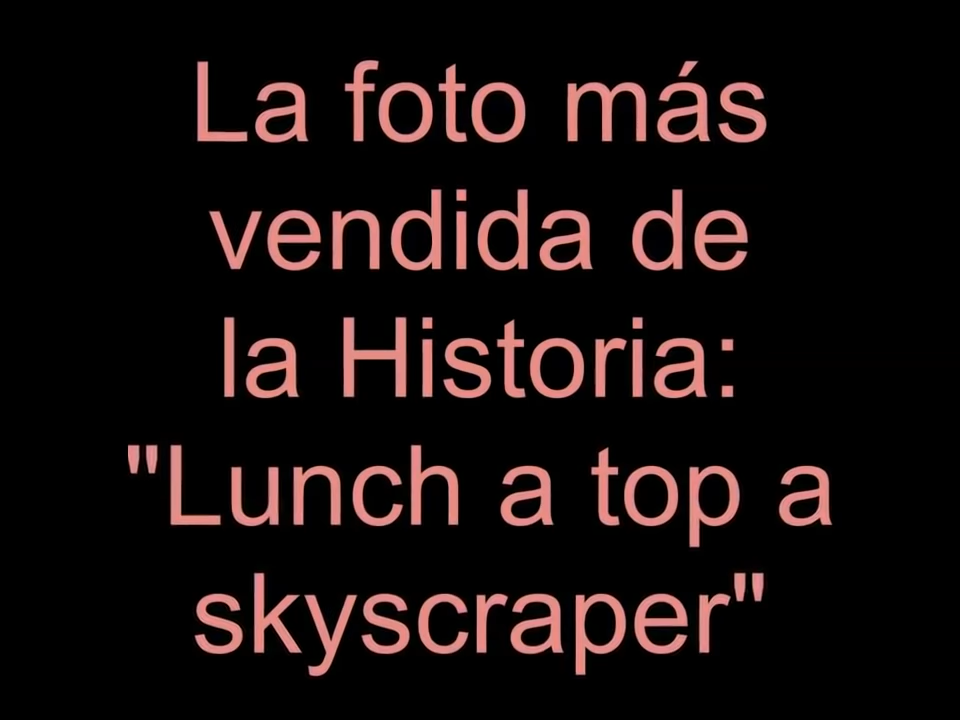 La foto más
vendida de
la Historia:
"Lunch a top a
skyscraper"